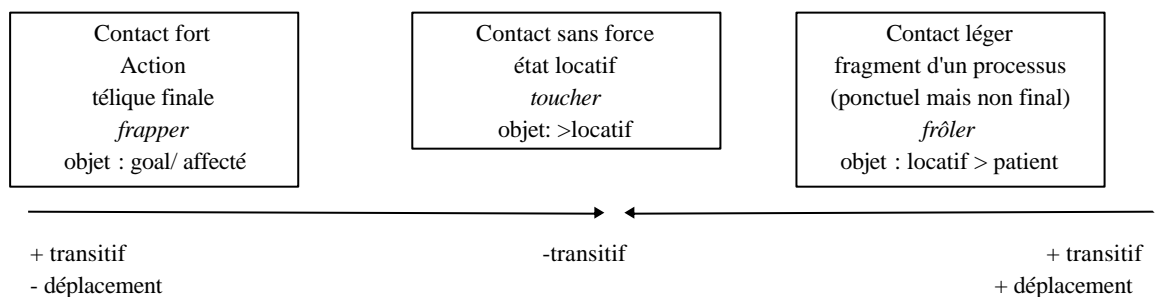 Contact fort
Action
télique finale
frapper
objet : goal/ affecté
Contact sans force
état locatif
toucher
objet: >locatif
Contact léger
fragment d'un processus
(ponctuel mais non final)
frôler
objet : locatif > patient
+ transitif
- déplacement
-transitif
+ transitif
+ déplacement